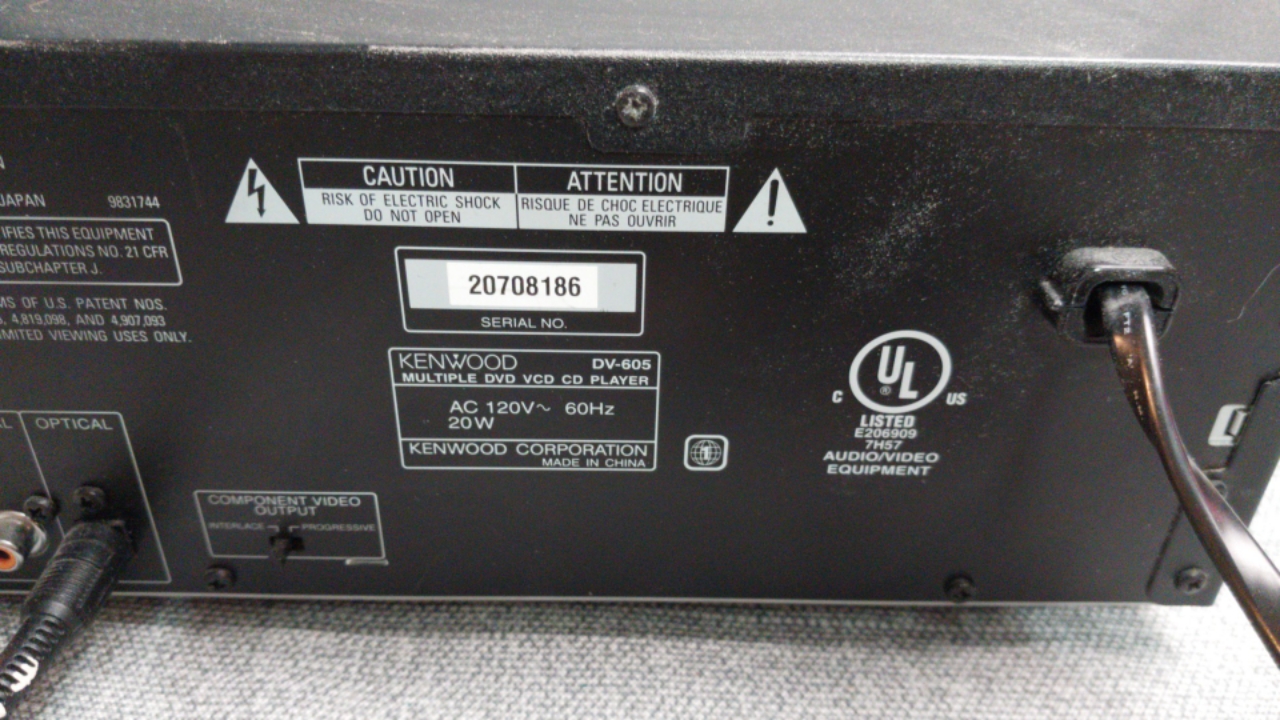 N
JAPAN 9831744
IFIES THIS EQUIPMENT
REGULATIONS NO. 21 CFR
SUBCHAPTER J.
MS OF U.S. PATENT NOS.
4,819,098, AND 4,907,093
IMITED VIEWING USES ONLY.
CAUTION
RISK OF ELECTRIC SHOCK
DO NOT OPEN
ATTENTION
RISQUE DE CHOC ELECTRIQUE
NE PAS OUVRIR
20708186
SERIAL NO.
KENWOOD DV-605
MULTIPLE DVD VCD CD PLAYER
AC 120V~ 60Hz
20W
KENWOOD CORPORATION
MADE IN CHINA
1
UL
®
C US
LISTED
E206909
7H57
AUDIO/VIDEO
EQUIPMENT
AL OPTICAL
COMPONENT VIDEO
OUTPUT
INTERLACE PROGRESSIVE